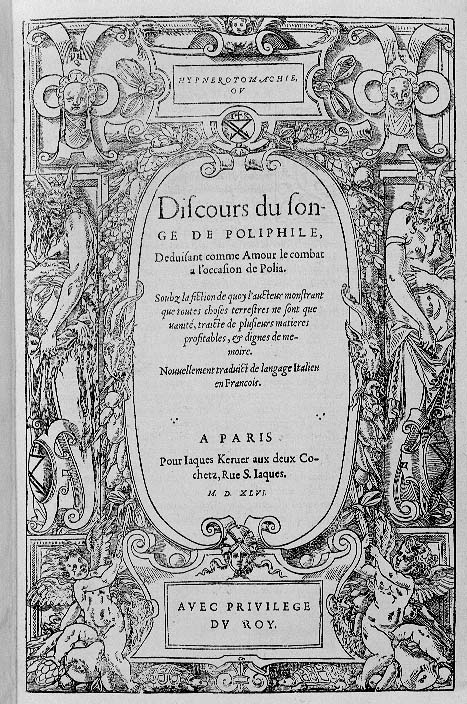 HYPNEROTOMACHIE,
OV
Diſcours du ſon-
GE DE POLIPHILE,
Deduiſant comme Amour le combat
a l'occaſion de Polia.
Soubz la fiction de quoy l'aucteur monſtrant
que toutes choſes terreſtres ne ſont que
vanité, traicte de pluſieurs matieres
profitables, & dignes de me-
moire.
Nouuellement traduict de langage Italien
en Francois.
A PARIS
Pour Iaques Keruer aux deux Co-
chetz, Rue S. Iaques.
M. D. XLVI.
AVEC PRIVILEGE
DV ROY.